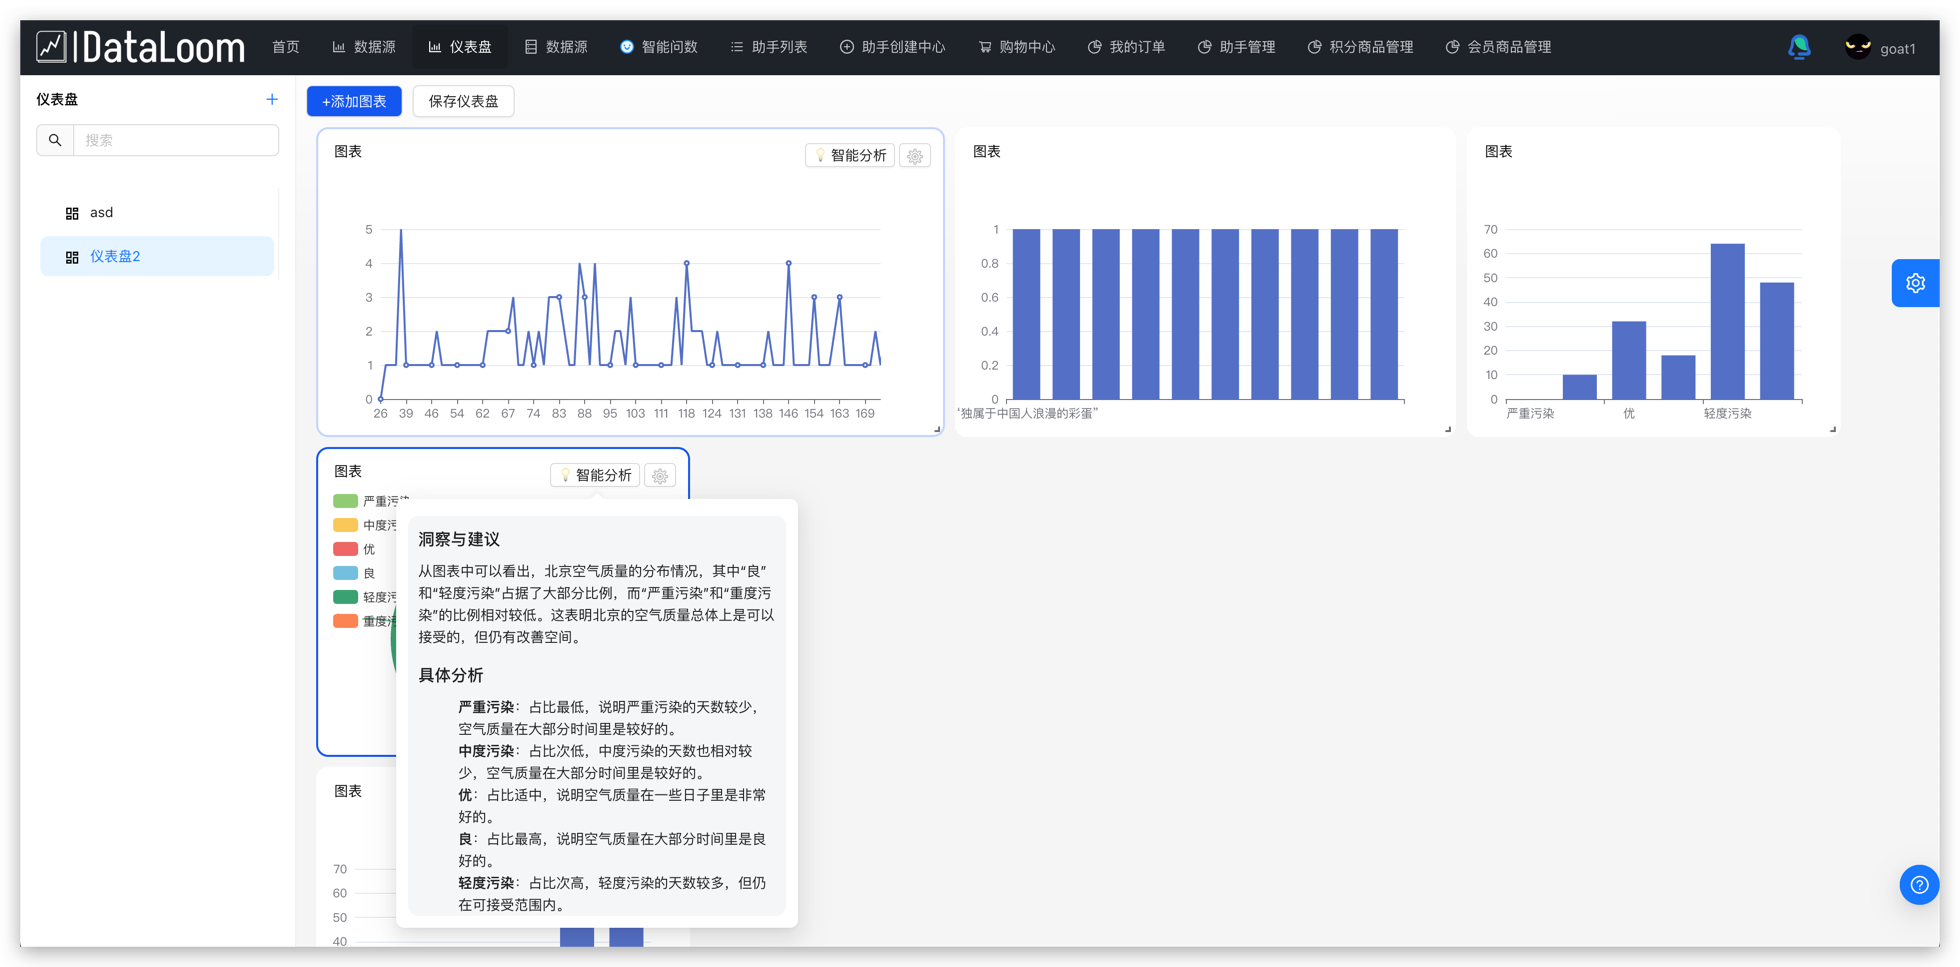 DataLoom
首页
数据源
仪表盘
数据源
智能问数
助手列表
助手创建中心
购物中心
我的订单
助手管理
积分商品管理
会员商品管理
goat1
仪表盘
搜索
asd
仪表盘2
+添加图表
保存仪表盘
图表
智能分析
5
4
3
2
1
0
26 39 46 54 62 67 74 83 88 95 103 111 118 124 131 138 146 154 163 169
图表
1
0.8
0.6
0.4
0.2
0
‘独属于中国人浪漫的彩蛋”
图表
70
60
50
40
30
20
10
0
严重污染 优 轻度污染
图表
智能分析
严重污
中度污
优
良
轻度污
重度污
洞察与建议
从图表中可以看出，北京空气质量的分布情况，其中“良”
和“轻度污染”占据了大部分比例，而“严重污染”和“重度污
染”的比例相对较低。这表明北京的空气质量总体上是可以
接受的，但仍有改善空间。
具体分析
严重污染：占比最低，说明严重污染的天数较少，
空气质量在大部分时间里是较好的。
中度污染：占比次低，中度污染的天数也相对较
少，空气质量在大部分时间里是较好的。
优：占比适中，说明空气质量在一些日子里是非常
好的。
良：占比最高，说明空气质量在大部分时间里是良
好的。
轻度污染：占比次高，轻度污染的天数较多，但仍
在可接受范围内。
图表
70
60
50
40